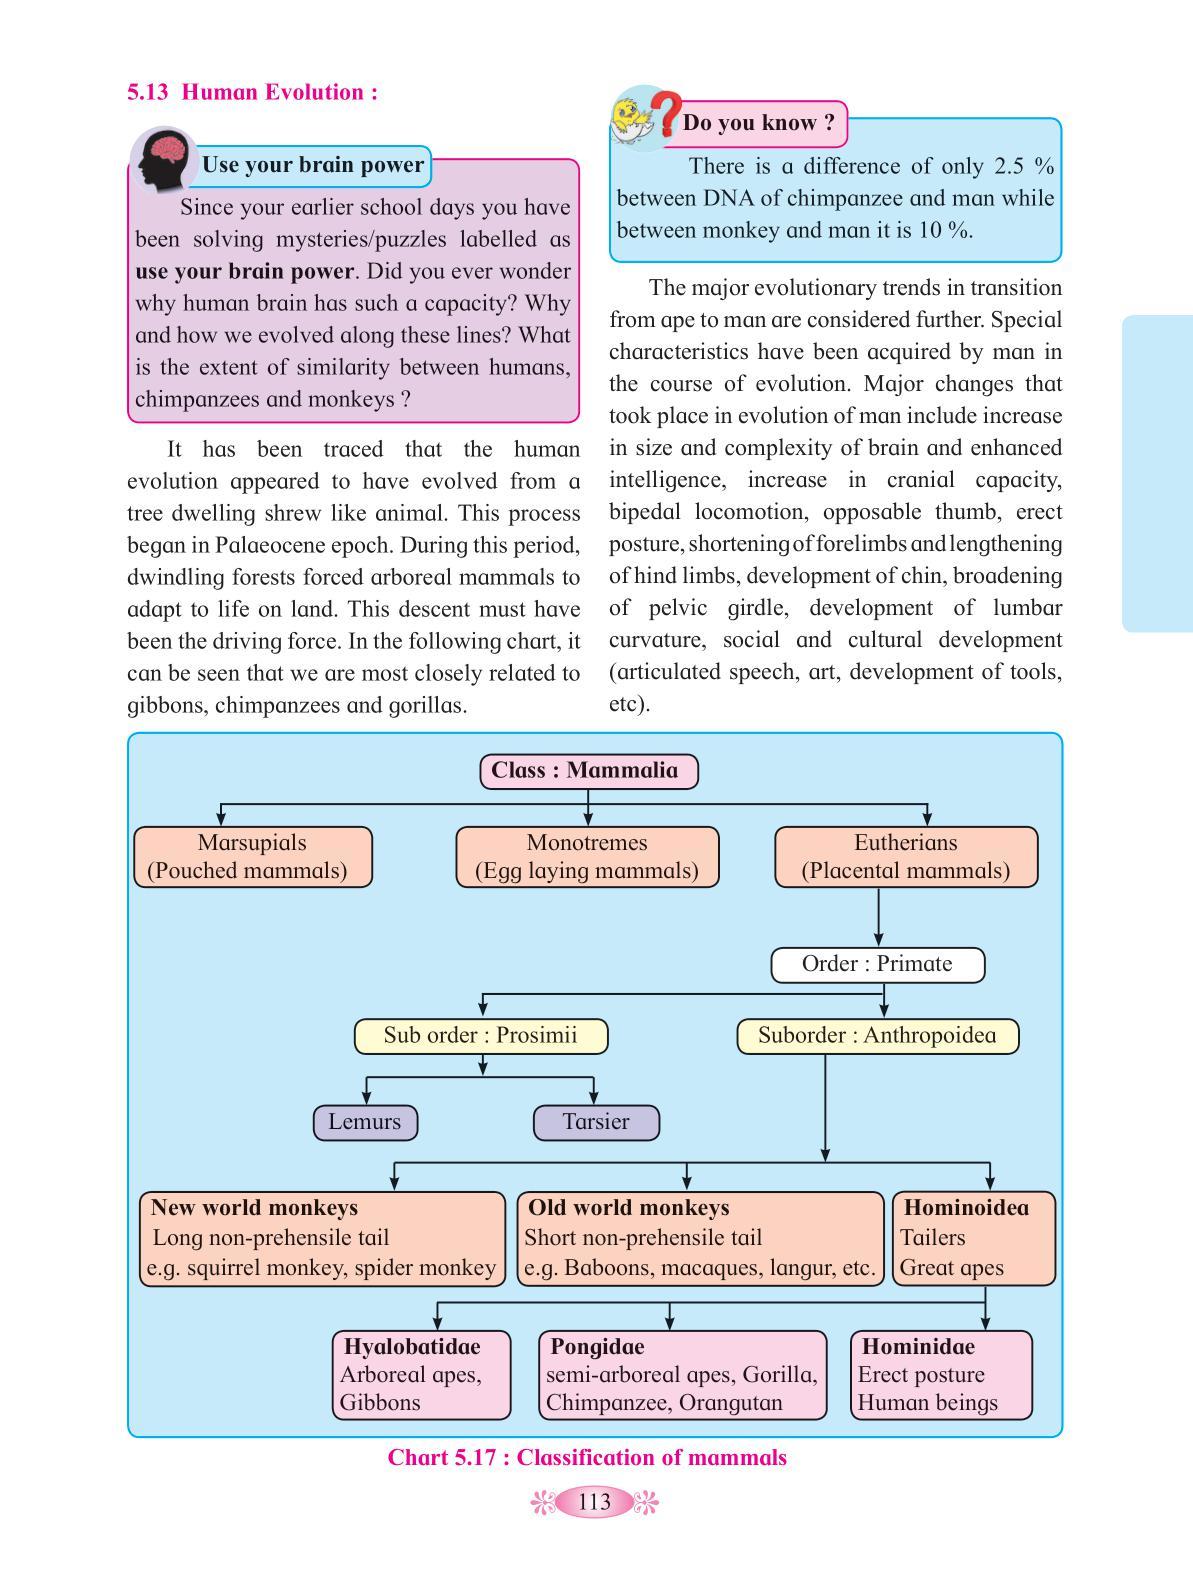 5.13 Human Evolution :
Use your brain power
Since your earlier school days you have
been solving mysteries/puzzles labelled as
use your brain power. Did you ever wonder
why human brain has such a capacity? Why
and how we evolved along these lines? What
is the extent of similarity between humans,
chimpanzees and monkeys ?
It has been traced that the human
evolution appeared to have evolved from a
tree dwelling shrew like animal. This process
began in Palaeocene epoch. During this period,
dwindling forests forced arboreal mammals to
adapt to life on land. This descent must have
been the driving force. In the following chart, it
can be seen that we are most closely related to
gibbons, chimpanzees and gorillas.
Do you know ?
There is a difference of only 2.5 %
between DNA of chimpanzee and man while
between monkey and man it is 10 %.
The major evolutionary trends in transition
from ape to man are considered further. Special
characteristics have been acquired by man in
the course of evolution. Major changes that
took place in evolution of man include increase
in size and complexity of brain and enhanced
intelligence, increase in cranial capacity,
bipedal locomotion, opposable thumb, erect
posture, shortening of forelimbs and lengthening
of hind limbs, development of chin, broadening
of pelvic girdle, development of lumbar
curvature, social and cultural development
(articulated speech, art, development of tools,
etc).
Class : Mammalia
Marsupials
(Pouched mammals)
Monotremes
(Egg laying mammals)
Eutherians
(Placental mammals)
Order : Primate
Sub order : Prosimii
Suborder : Anthropoidea
Lemurs
Tarsier
New world monkeys
Long non-prehensile tail
e.g. squirrel monkey, spider monkey
Old world monkeys
Short non-prehensile tail
e.g. Baboons, macaques, langur, etc.
Hominoidea
Tailers
Great apes
Hyalobatidae
Arboreal apes,
Gibbons
Pongidae
semi-arboreal apes, Gorilla,
Chimpanzee, Orangutan
Hominidae
Erect posture
Human beings
Chart 5.17 : Classification of mammals
113